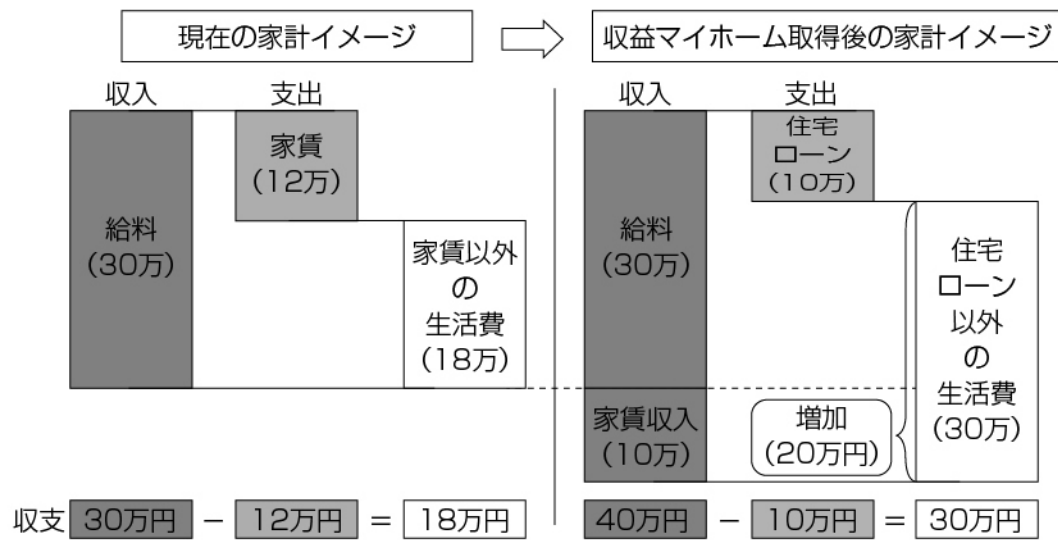 現在の家計イメージ
収入
支出
給料
(30万)
家賃
(12万)
家賃以外
の
生活費
(18万)
収支 30万円 − 12万円 = 18万円
収益マイホーム取得後の家計イメージ
収入
支出
給料
(30万)
家賃収入
(10万)
住宅
ローン
(10万)
増加
(20万円)
住宅
ローン
以外
の
生活費
(30万)
40万円 − 10万円 = 30万円